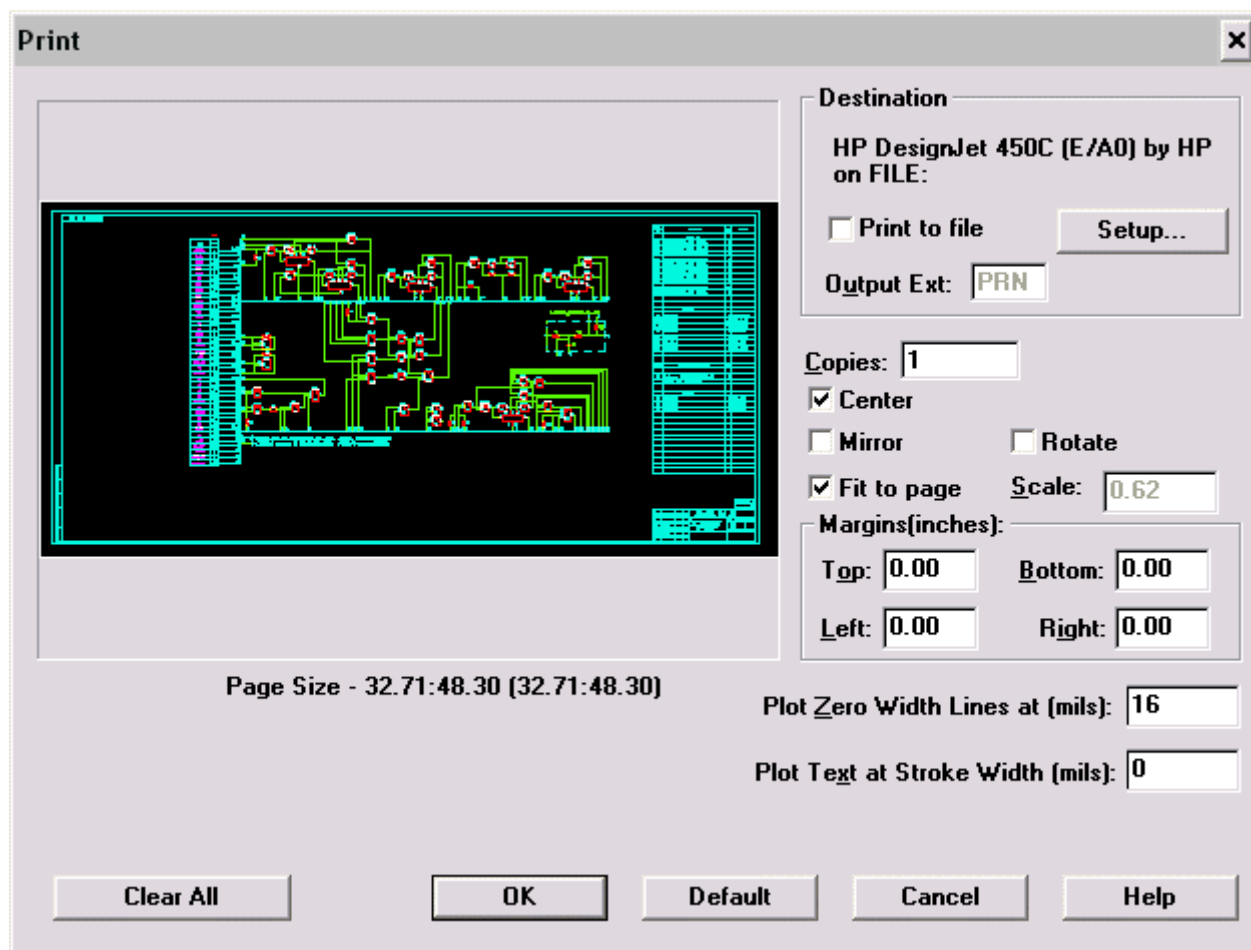 Print
Destination
HP DesignJet 450C (E/A0) by HP
on FILE:
Print to file
Setup...
Output Ext: PRN
Copies: 1
Center
Mirror
Rotate
Fit to page
Scale: 0.62
Margins(inches):
Top: 0.00
Bottom: 0.00
Left: 0.00
Right: 0.00
Page Size - 32.71:48.30 (32.71:48.30)
Plot Zero Width Lines at (mils): 16
Plot Text at Stroke Width (mils): 0
Clear All
OK
Default
Cancel
Help